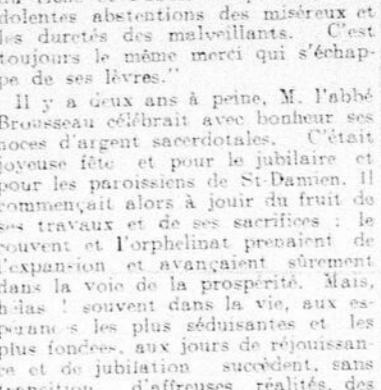 dolentes abstentions des miséreux et
les duretés des malveillants. C'est
toujours le même merci qui s'échap-
pe de ses lèvres."
Il y a deux ans à peine, M. l'abbé
Brousseau célébrait avec bonheur ses
noces d'argent sacerdotales. C'était
joyeuse fête et pour le jubilaire et
pour les paroissiens de St-Damien. Il
commençait alors à jouir du fruit de
ses travaux et de ses sacrifices : le
couvent et l'orphelinat prenaient de
l'expansion et avançaient sûrement
dans la voie de la prospérité. Mais,
hélas ! souvent dans la vie, aux es-
pérances les plus séduisantes et les
plus fondées, aux jours de réjouissan-
ce et de jubilation succèdent, sans
transition, d'affreuses réalités, des